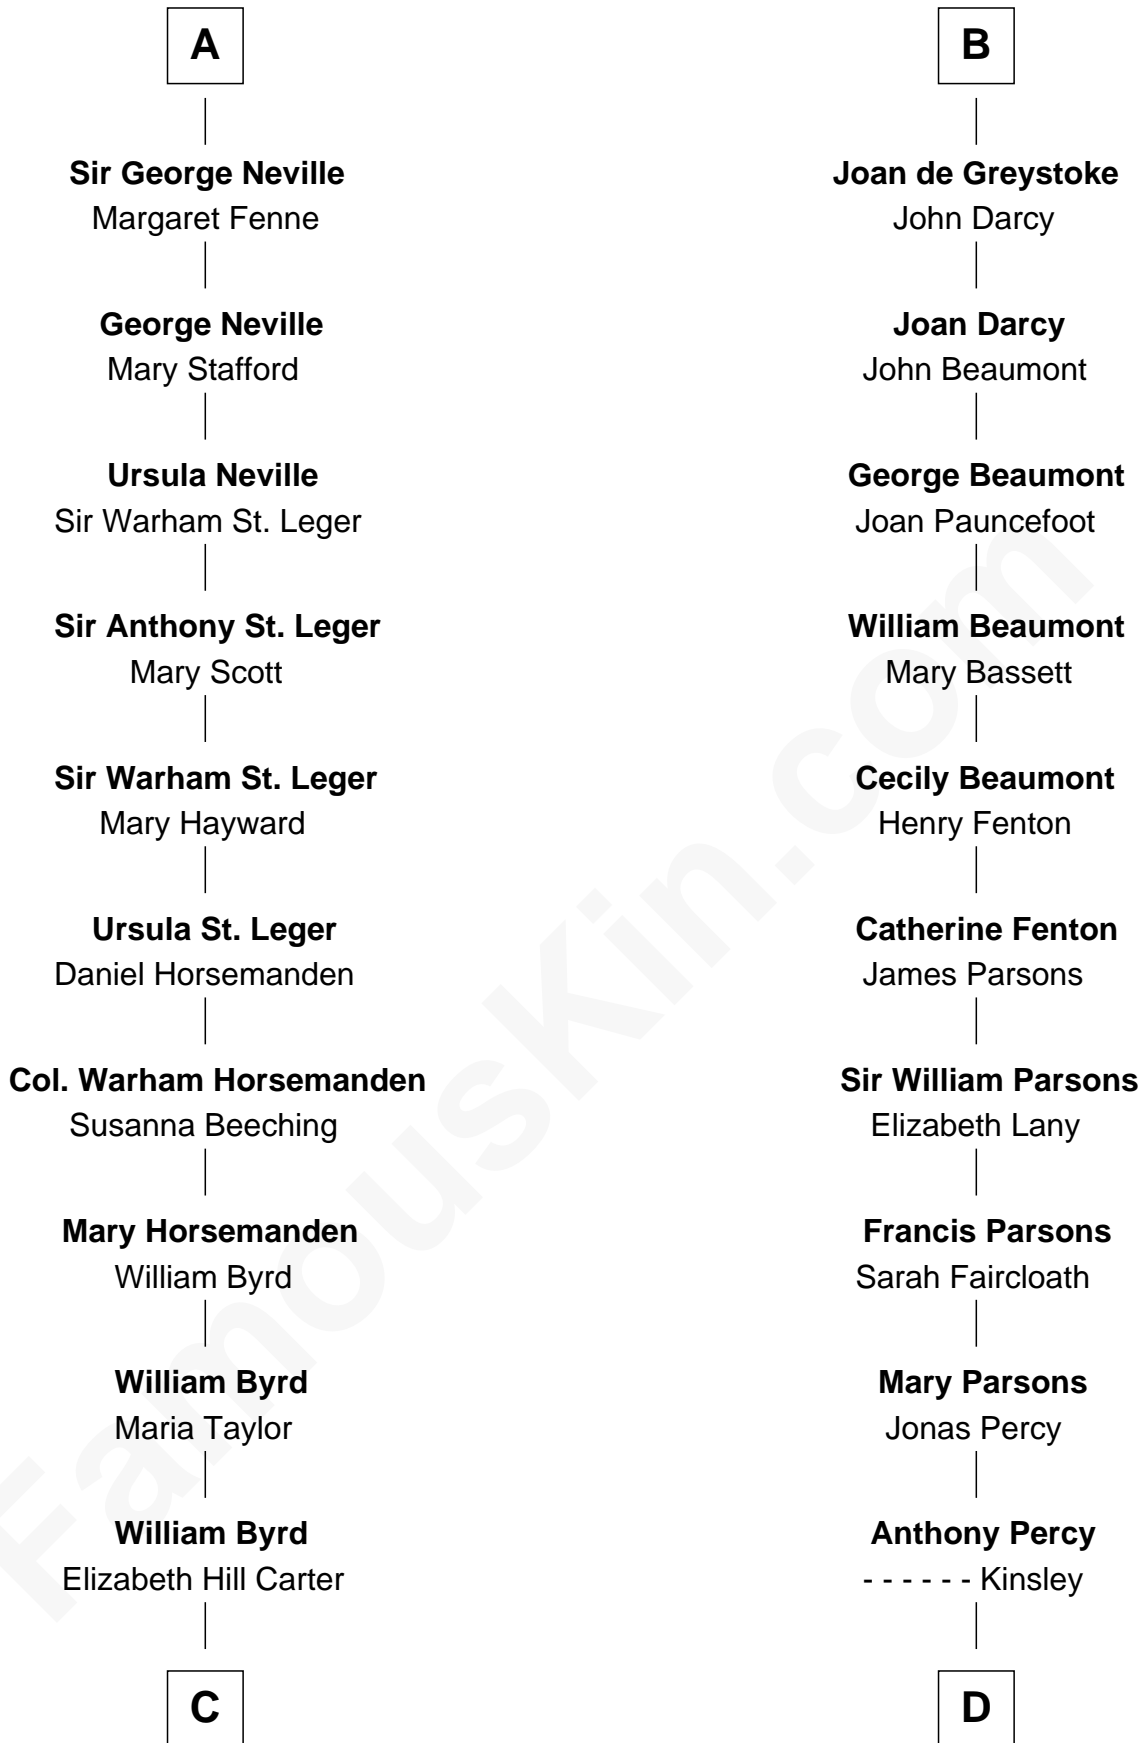 A
Sir George Neville
Margaret Fenne
George Neville
Mary Stafford
Ursula Neville
Sir Warham St. Leger
Sir Anthony St. Leger
Mary Scott
Sir Warham St. Leger
Mary Hayward
Ursula St. Leger
Daniel Horsemanden
Col. Warham Horsemanden
Susanna Beeching
Mary Horsemanden
William Byrd
William Byrd
Maria Taylor
William Byrd
Elizabeth Hill Carter
C
B
Joan de Greystoke
John Darcy
Joan Darcy
John Beaumont
George Beaumont
Joan Pauncefoot
William Beaumont
Mary Bassett
Cecily Beaumont
Henry Fenton
Catherine Fenton
James Parsons
Sir William Parsons
Elizabeth Lany
Francis Parsons
Sarah Faircloath
Mary Parsons
Jonas Percy
Anthony Percy
- - - - - - Kinsley
D
FamousKin.com